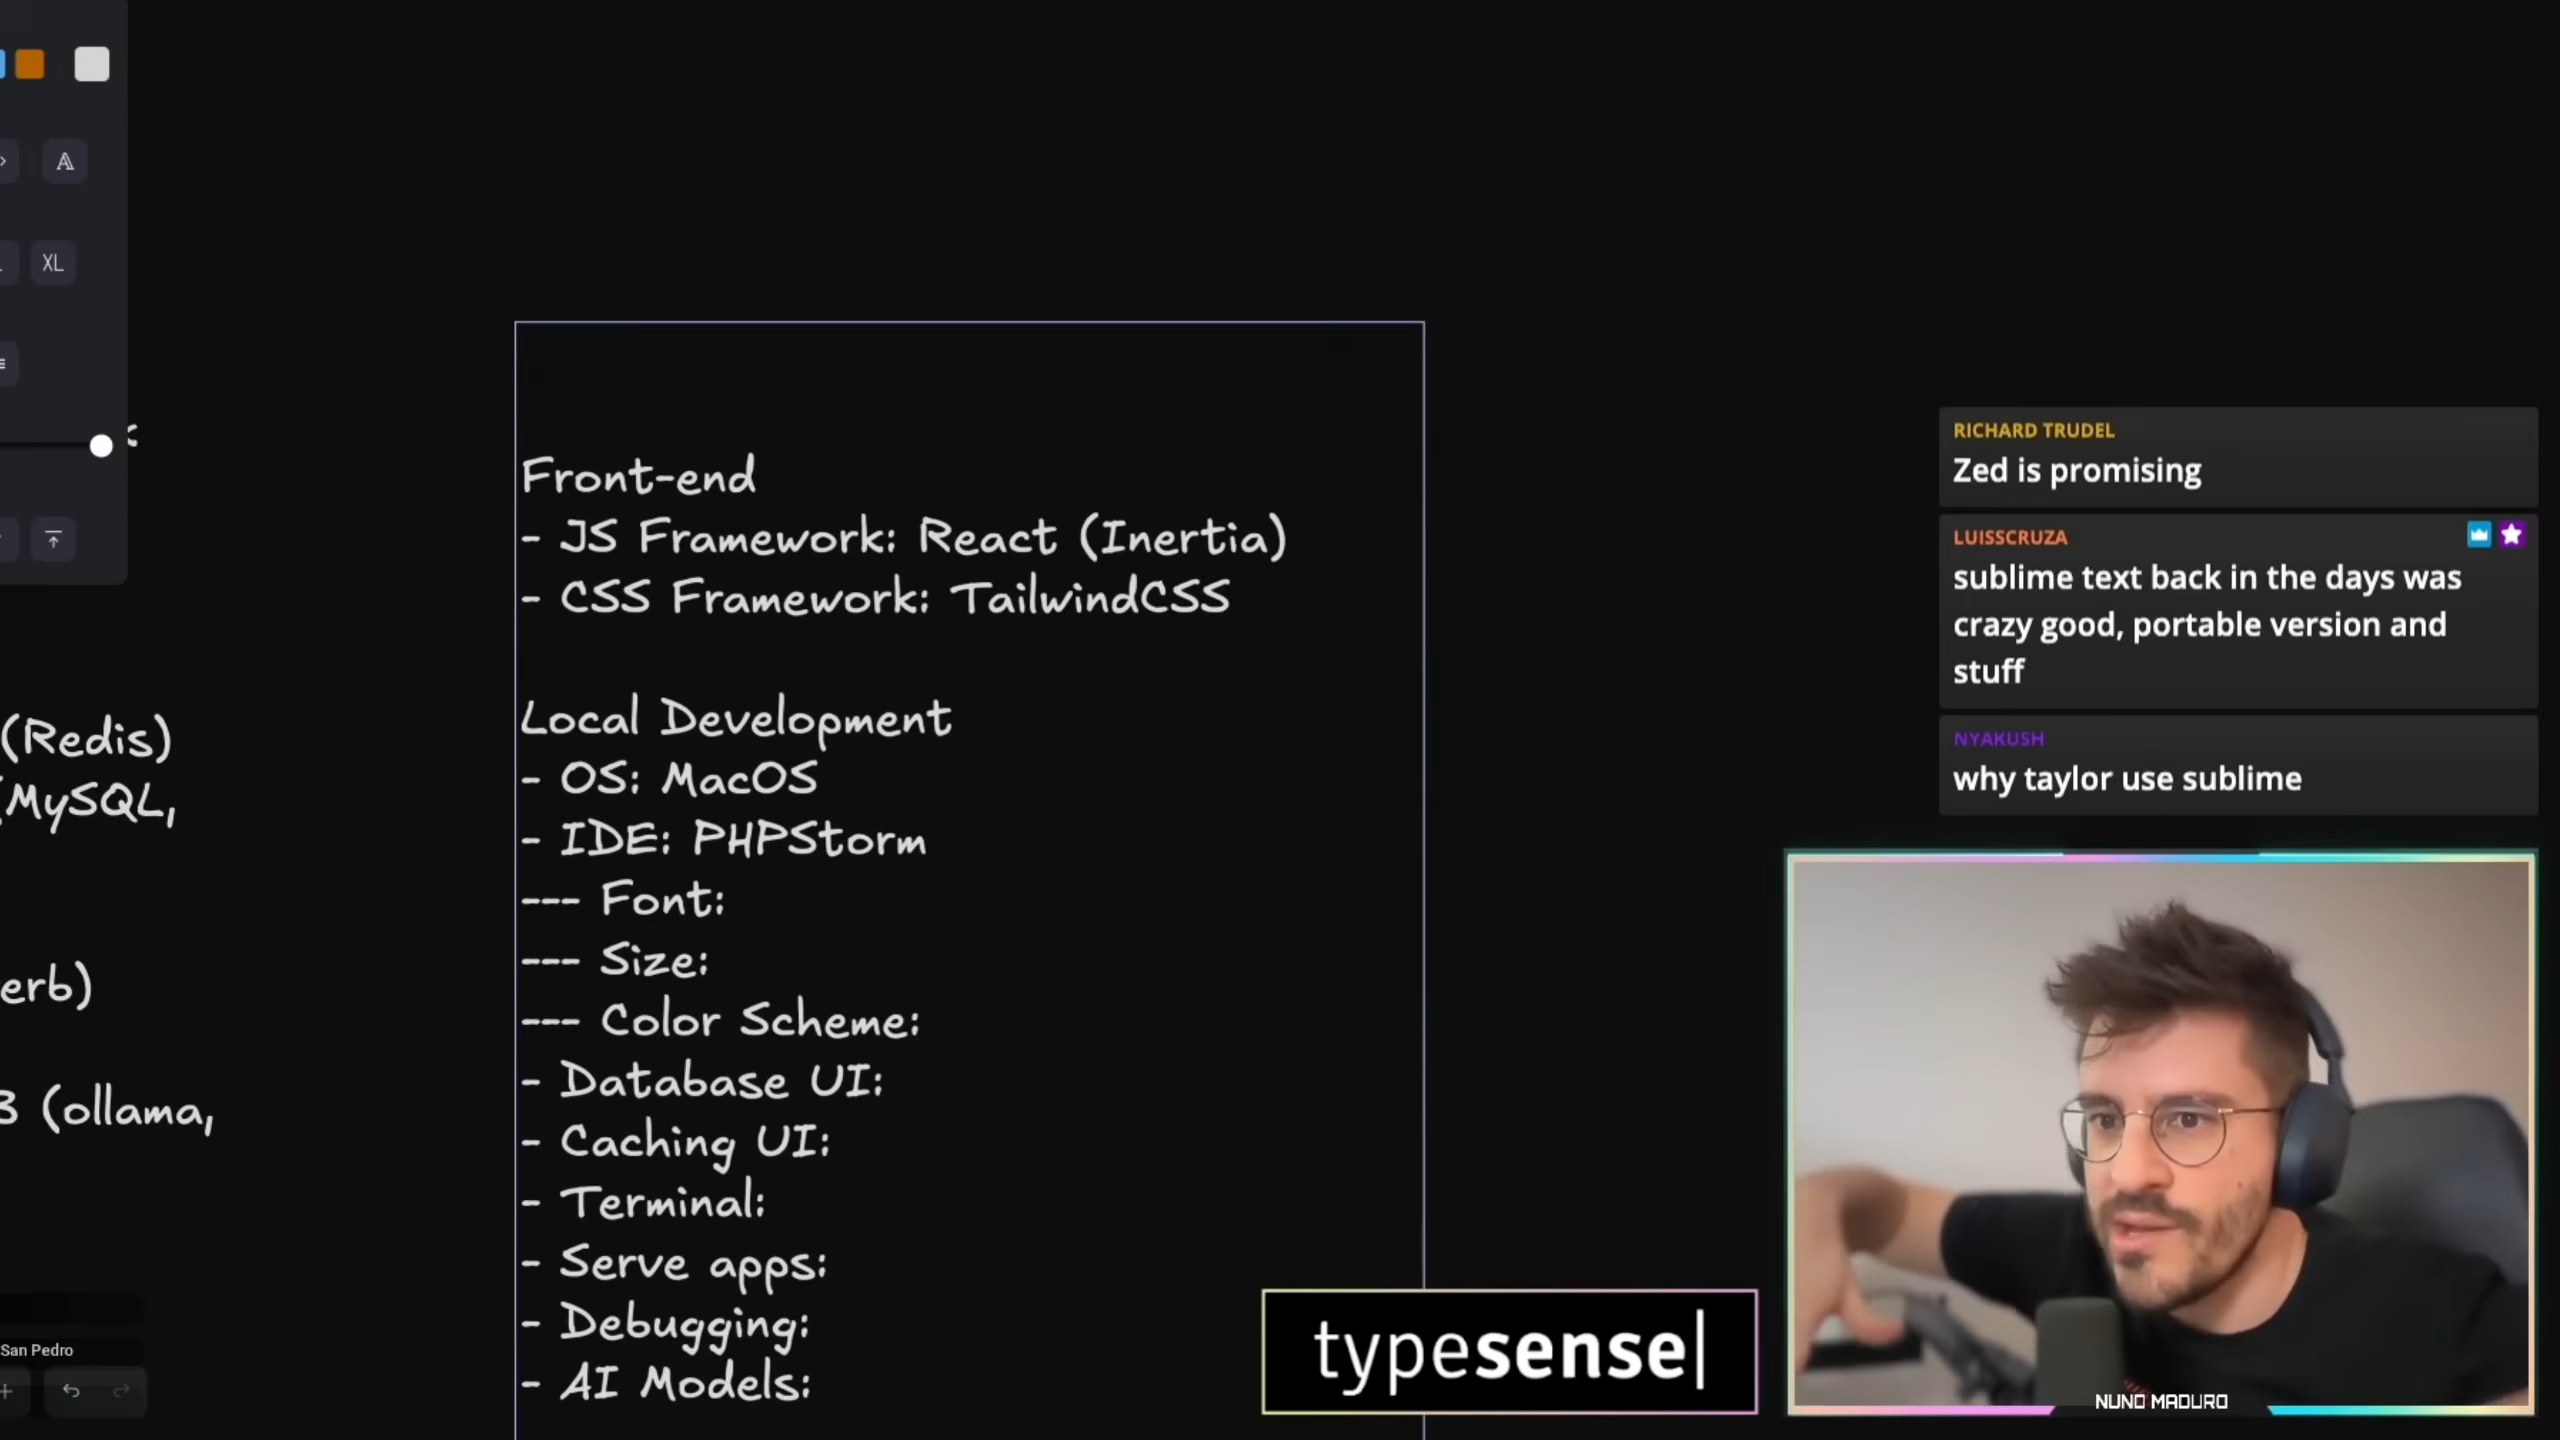 XL
(Redis)
(MySQL,
erb)
3 (ollama,
San Pedro
Front-end
- JS Framework: React (Inertia)
- CSS Framework: TailwindCSS
Local Development
- OS: MacOS
- IDE: PHPStorm
--- Font:
--- Size:
--- Color Scheme:
- Database UI:
- Caching UI:
- Terminal:
- Serve apps:
- Debugging:
- AI Models:
typesense|
RICHARD TRUDEL
Zed is promising
LUISSCRUZA
sublime text back in the days was
crazy good, portable version and
stuff
NYAKUSH
why taylor use sublime
NUNO MADURO